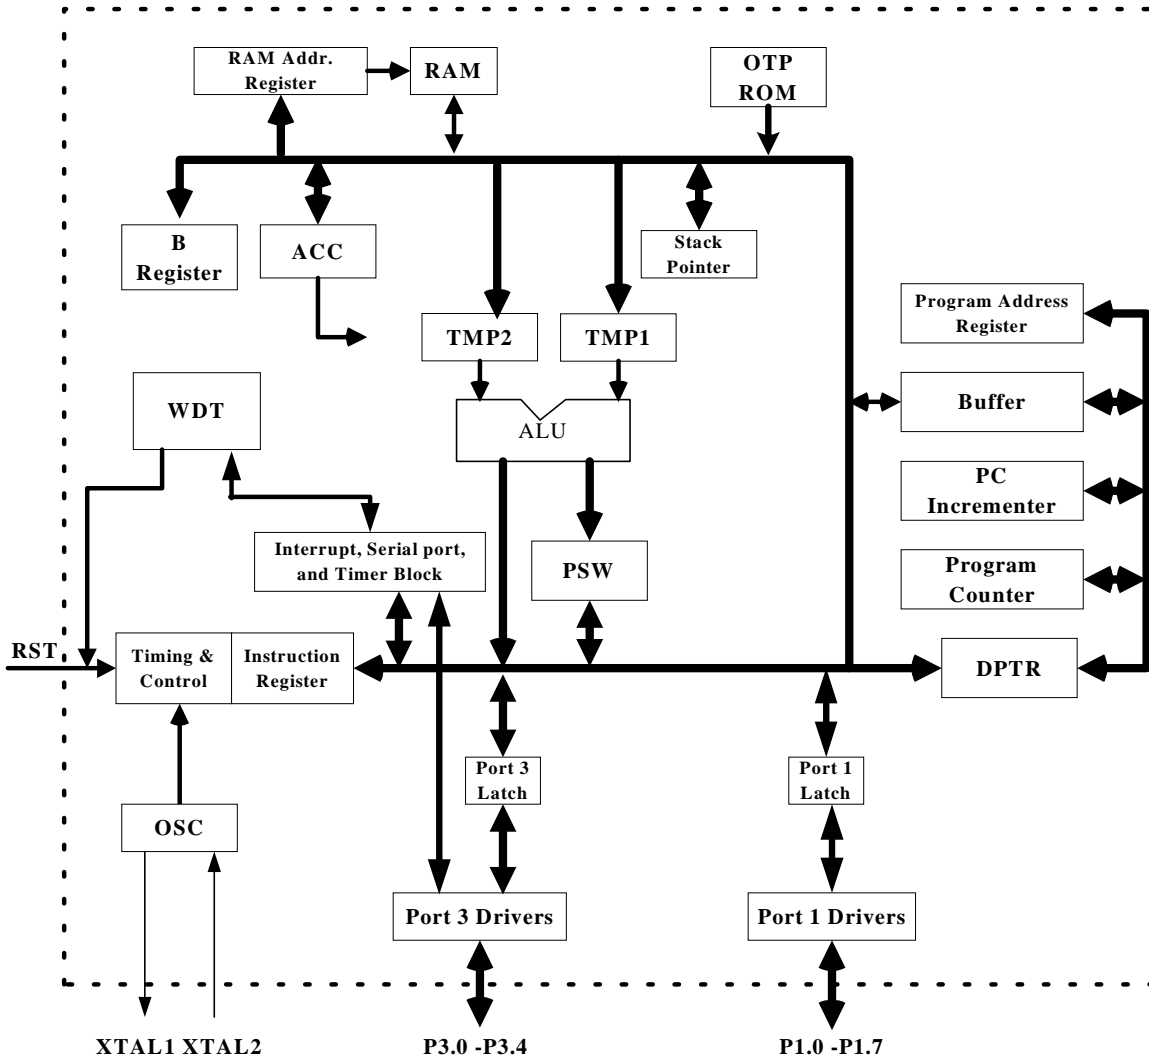 RAM Addr.
Register
RAM
OTP
ROM
B
Register
ACC
Stack
Pointer
TMP2
TMP1
Program Address
Register
WDT
ALU
Buffer
PC
Incrementer
Interrupt, Serial port,
and Timer Block
PSW
Program
Counter
RST
Timing &
Control
Instruction
Register
DPTR
Port 3
Latch
Port 1
Latch
OSC
Port 3 Drivers
Port 1 Drivers
XTAL1 XTAL2
P3.0 -P3.4
P1.0 -P1.7